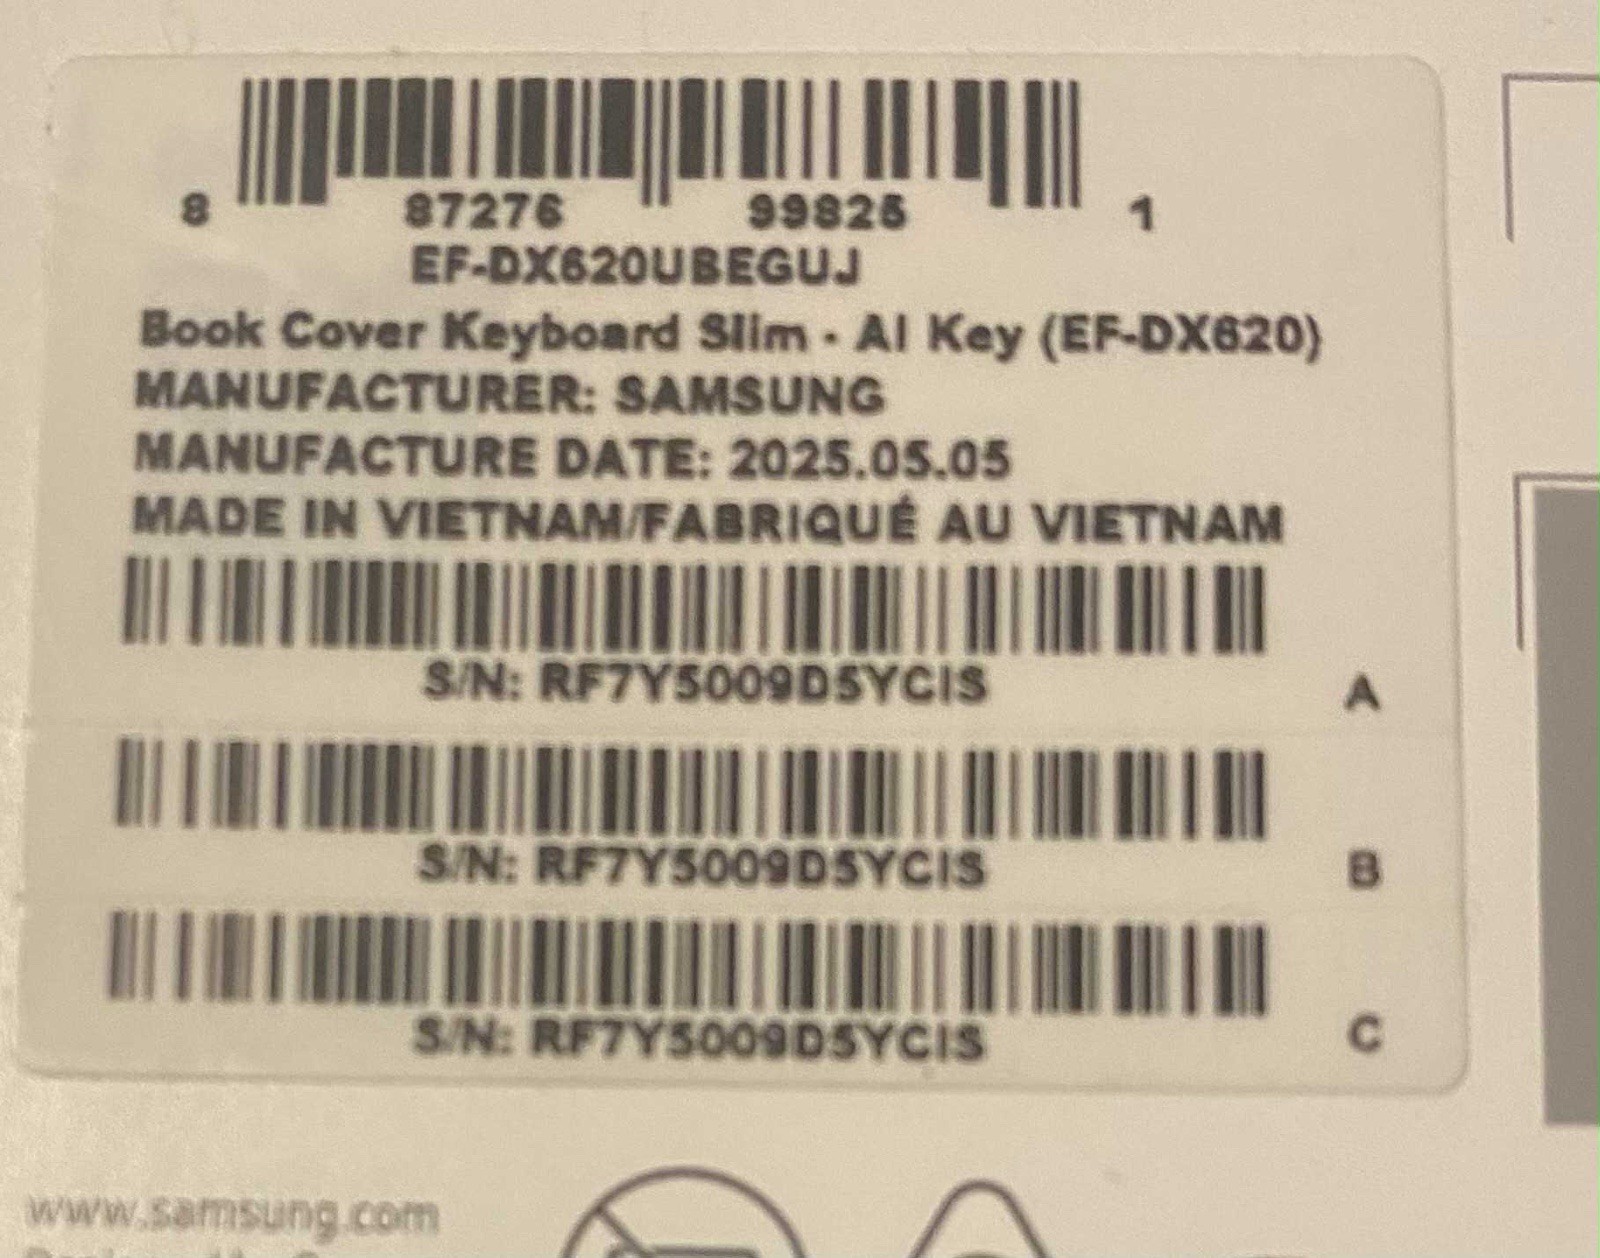 8 87276 99825 1
EF-DX620UBEGUJ
Book Cover Keyboard Slim - AI Key (EF-DX620)
MANUFACTURER: SAMSUNG
MANUFACTURE DATE: 2025.05.05
MADE IN VIETNAM/FABRIQUÉ AU VIETNAM
S/N: RF7Y5009D5YCIS
A
S/N: RF7Y5009D5YCIS
B
S/N: RF7Y5009D5YCIS
C
www.samsung.com